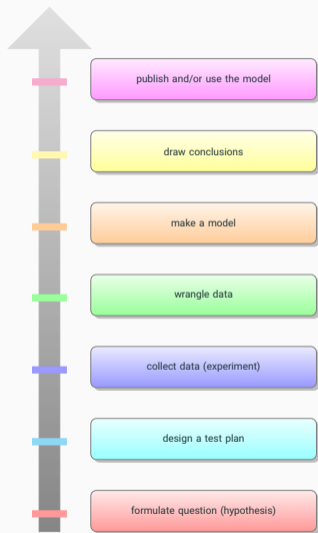 publish and/or use the model
draw conclusions
make a model
wrangle data
collect data (experiment)
design a test plan
formulate question (hypothesis)